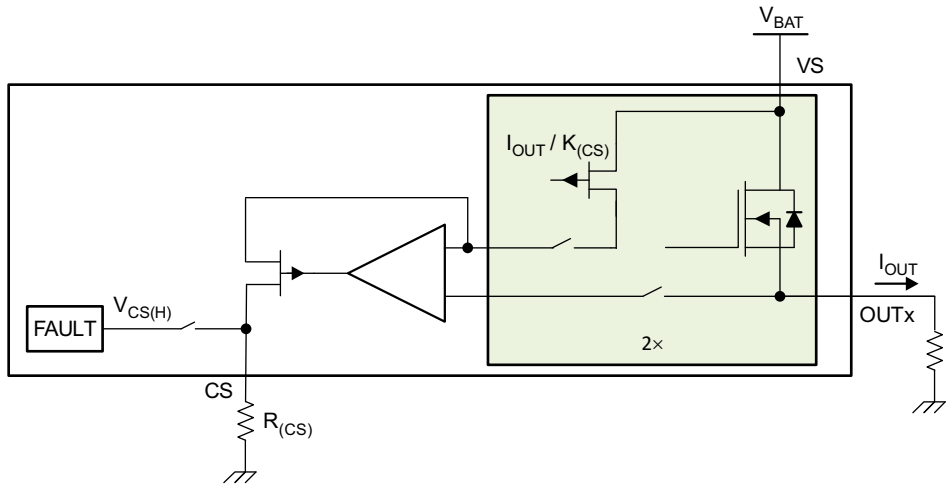 V_BAT
VS
I_OUT / K_(CS)
I_OUT
V_CS(H)
FAULT
OUTx
2×
CS
R_(CS)